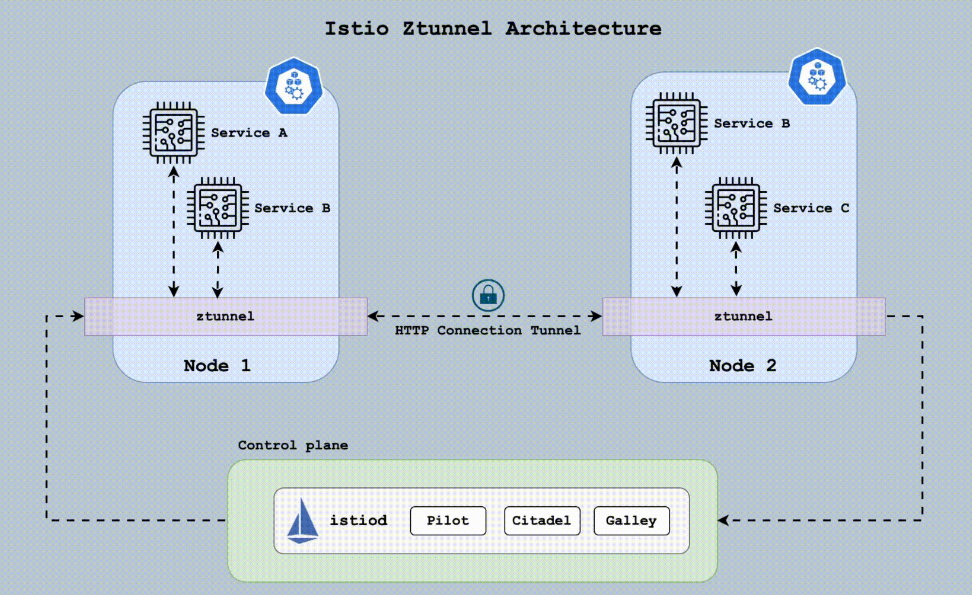 Istio Ztunnel Architecture
Service A
Service B
ztunnel
Node 1
HTTP Connection Tunnel
Service B
Service C
ztunnel
Node 2
Control plane
istiod
Pilot
Citadel
Galley